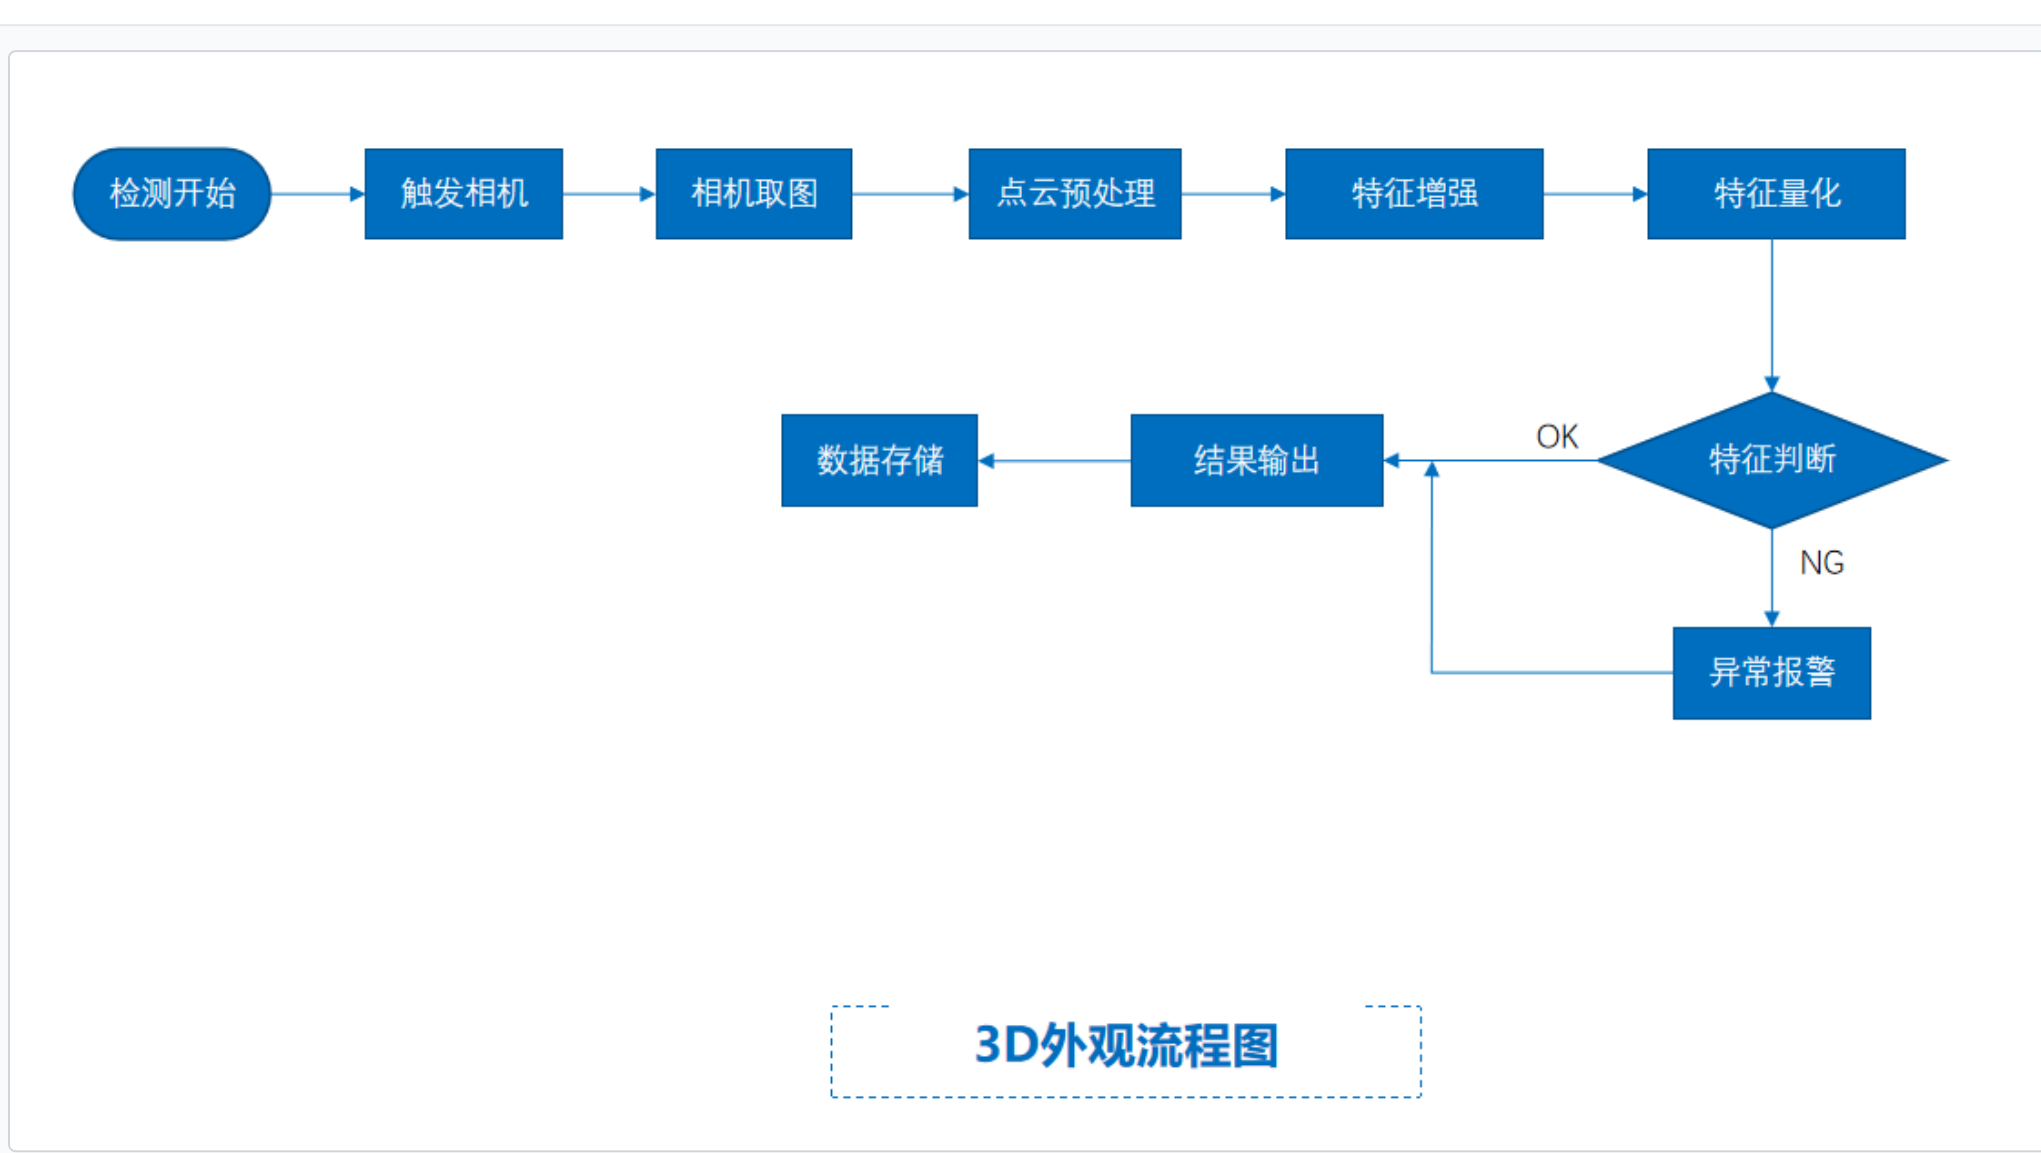 检测开始
触发相机
相机取图
点云预处理
特征增强
特征量化
OK
数据存储
结果输出
特征判断
NG
异常报警
3D外观流程图